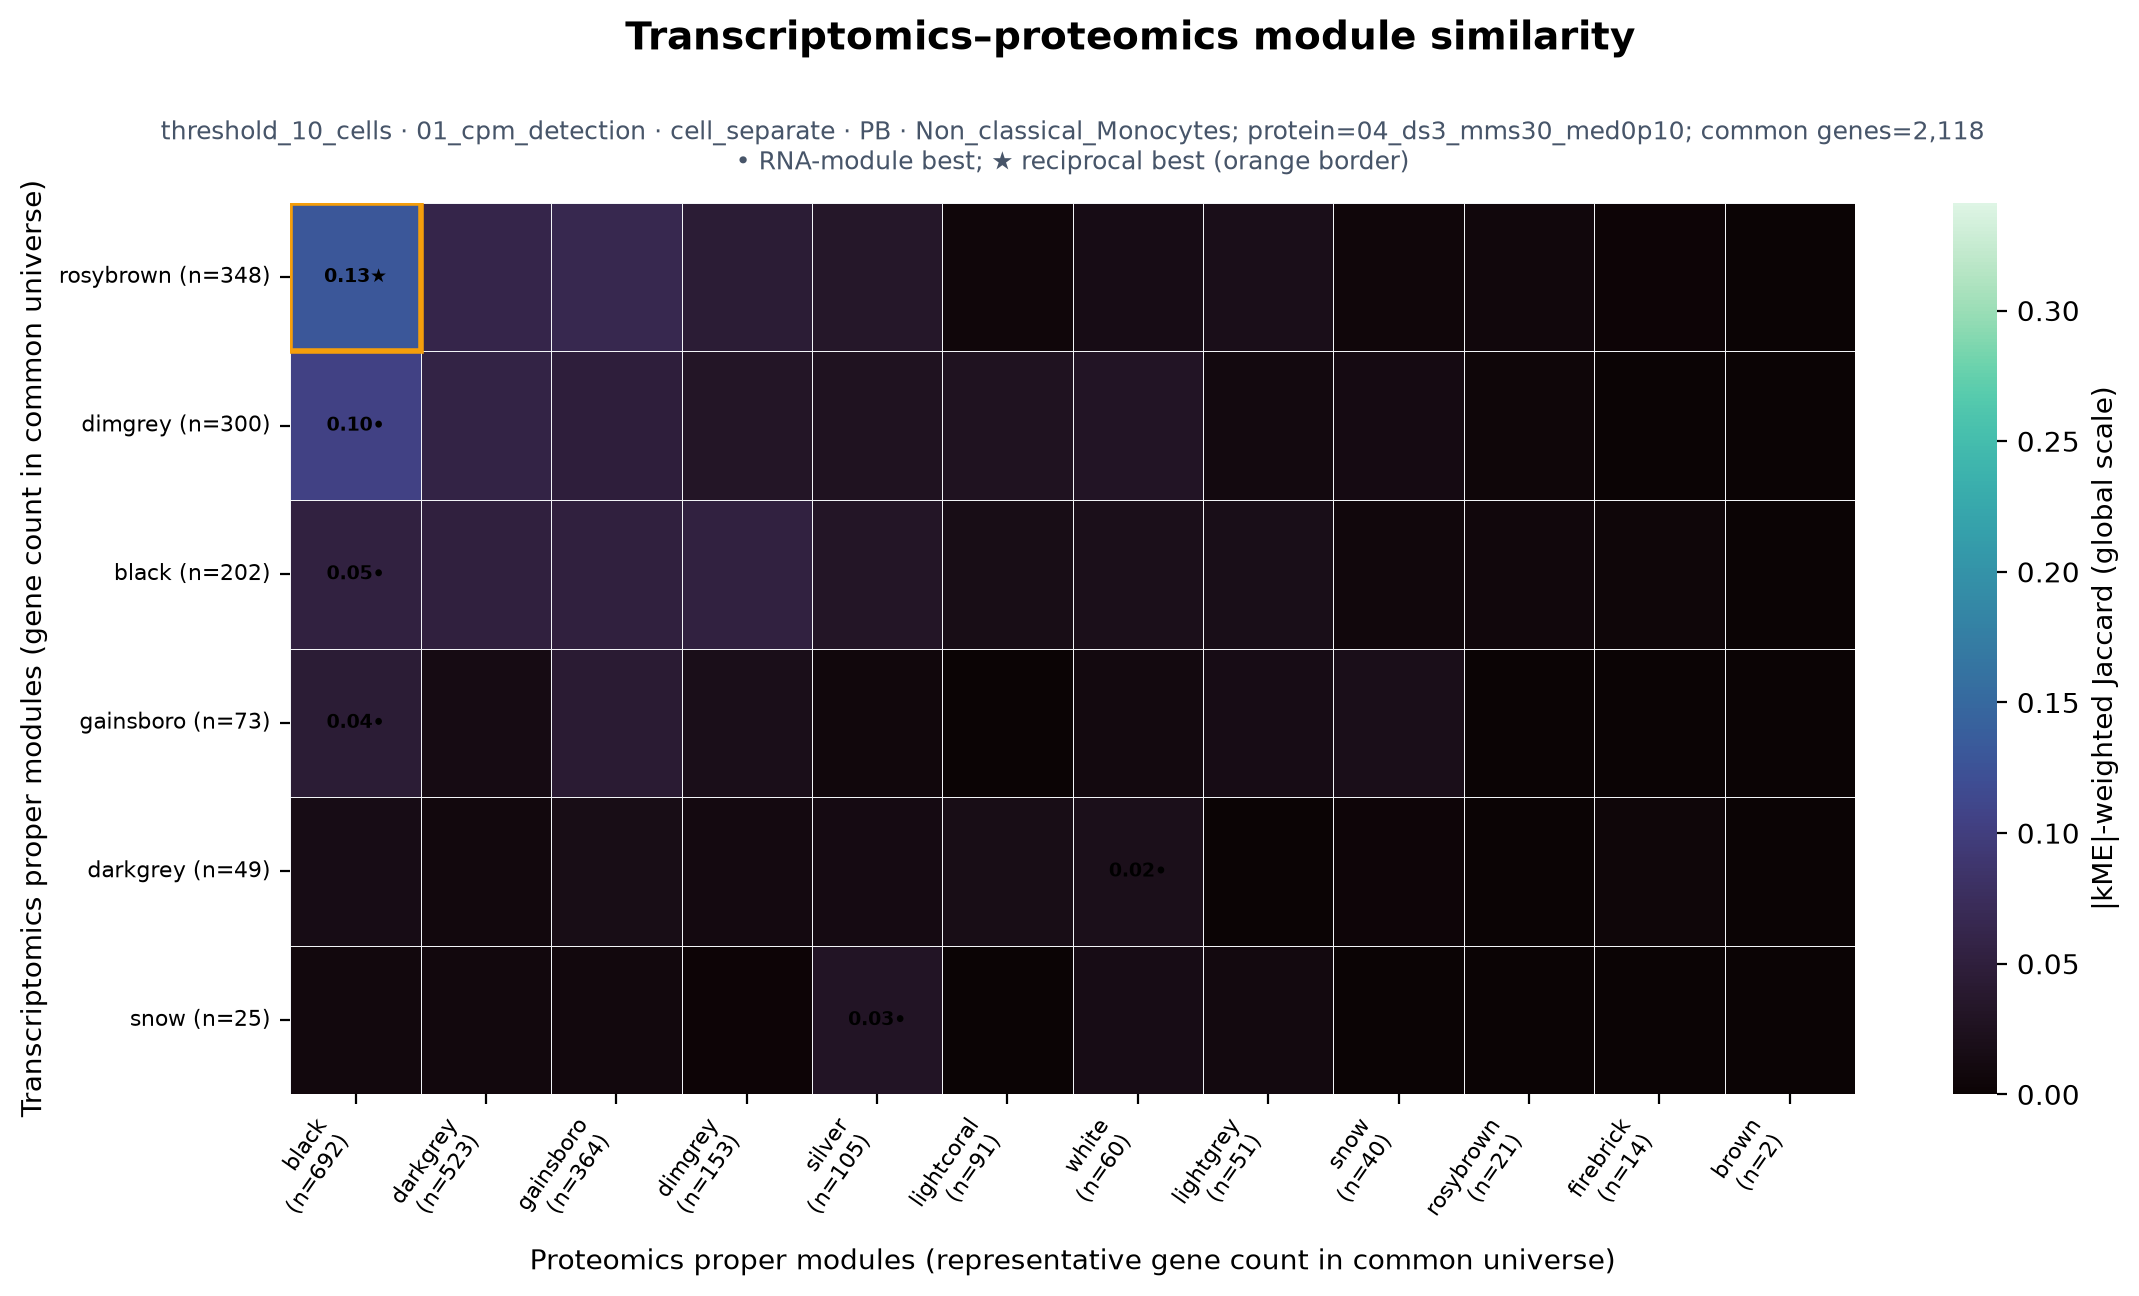 Transcriptomics–proteomics module similarity
threshold_10_cells · 01_cpm_detection · cell_separate · PB · Non_classical_Monocytes; protein=04_ds3_mms30_med0p10; common genes=2,118
• RNA-module best; ★ reciprocal best (orange border)
Transcriptomics proper modules (gene count in common universe)
rosybrown (n=348)
0.13★
dimgrey (n=300)
0.10•
black (n=202)
0.05•
gainsboro (n=73)
0.04•
darkgrey (n=49)
0.02•
snow (n=25)
0.03•
black
(n=692)
darkgrey
(n=523)
gainsboro
(n=364)
dimgrey
(n=153)
silver
(n=105)
lightcoral
(n=91)
white
(n=60)
lightgrey
(n=51)
snow
(n=40)
rosybrown
(n=21)
firebrick
(n=14)
brown
(n=2)
Proteomics proper modules (representative gene count in common universe)
0.30
0.25
0.20
0.15
0.10
0.05
0.00
|kME|-weighted Jaccard (global scale)